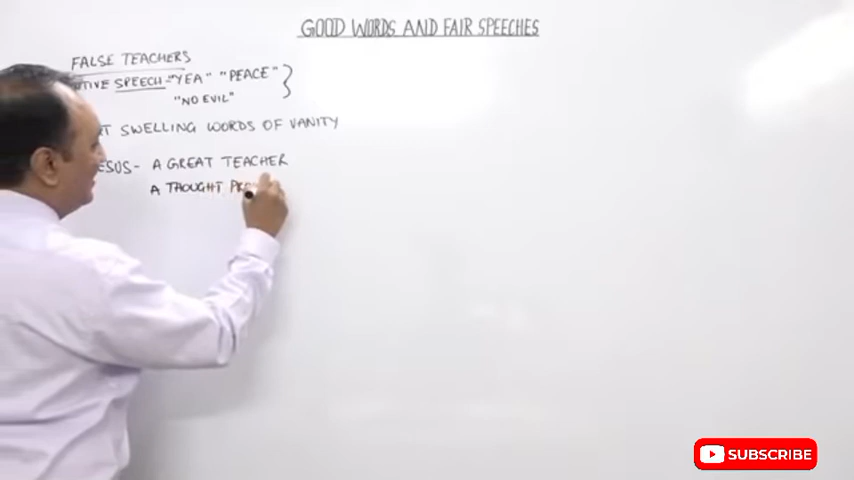 GOOD WORDS AND FAIR SPEECHES
FALSE TEACHERS
SPEECH - "YEA" "PEACE"
"NO EVIL"
SWELLING WORDS OF VANITY
A GREAT TEACHER
A THOUGHT
SUBSCRIBE